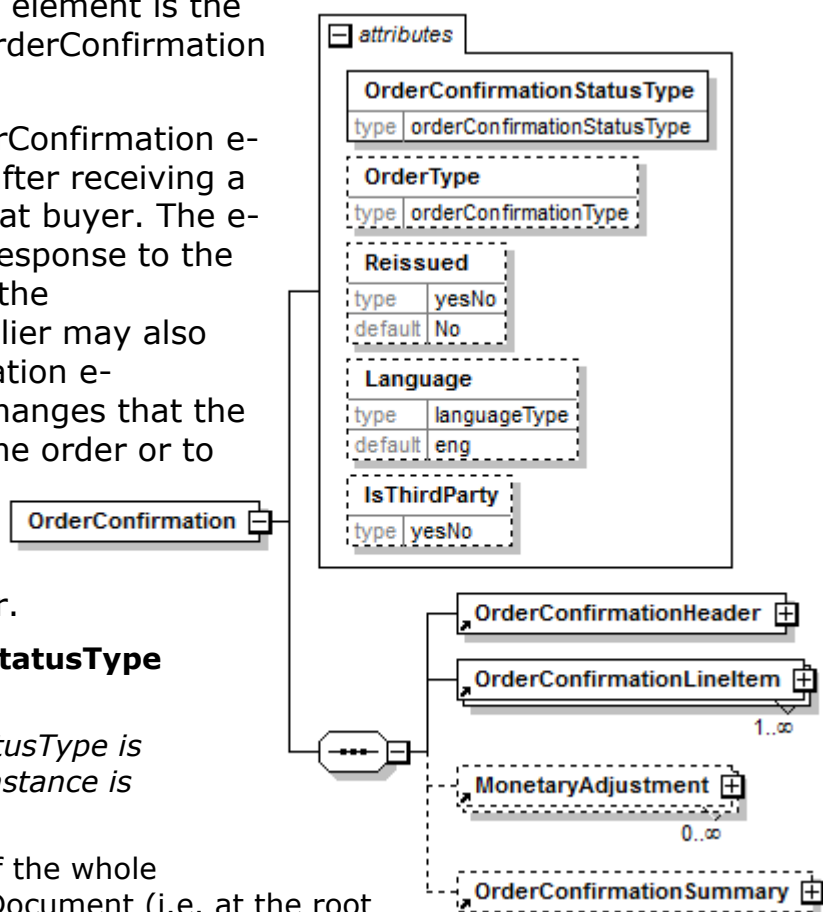 element is the
rderConfirmation
rConfirmation e-
fter receiving a
at buyer. The e-
esponse to the
the
lier may also
ation e-
hanges that the
ne order or to
r.
tatusType
tusType is
nstance is
f the whole
Document (i.e. at the root
attributes
OrderConfirmationStatusType
type orderConfirmationStatusType
OrderType
type orderConfirmationType
Reissued
type yesNo
default No
Language
type languageType
default eng
IsThirdParty
type yesNo
OrderConfirmation
OrderConfirmationHeader
OrderConfirmationLineItem
1..∞
MonetaryAdjustment
0..∞
OrderConfirmationSummary